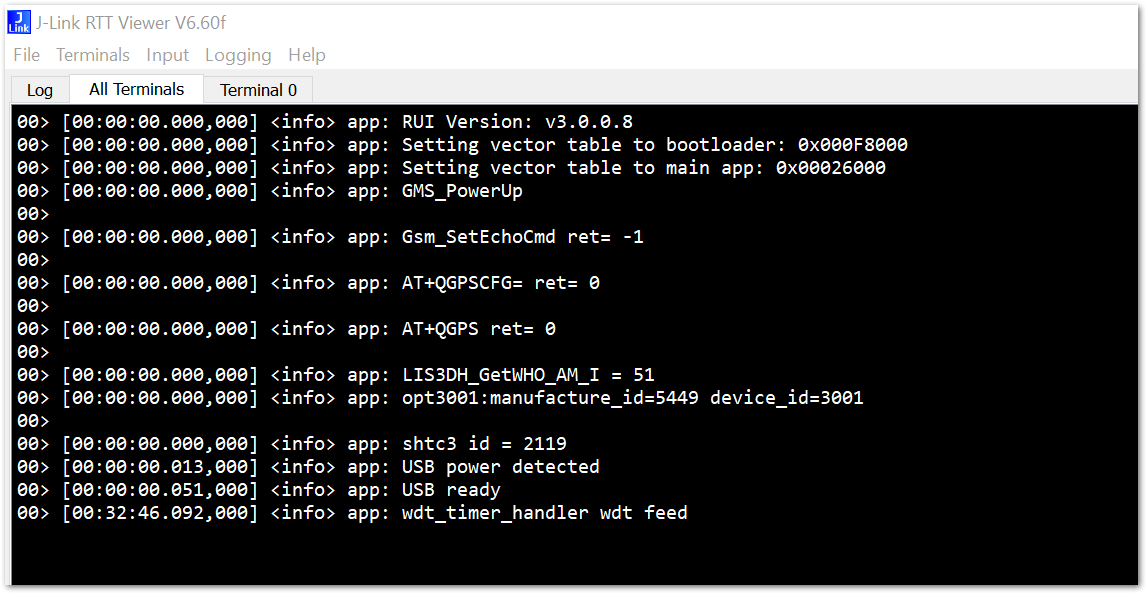 J Link J-Link RTT Viewer V6.60f
File Terminals Input Logging Help
Log All Terminals Terminal 0
00> [00:00:00.000,000] <info> app: RUI Version: v3.0.0.8
00> [00:00:00.000,000] <info> app: Setting vector table to bootloader: 0x000F8000
00> [00:00:00.000,000] <info> app: Setting vector table to main app: 0x00026000
00> [00:00:00.000,000] <info> app: GMS_PowerUp
00>
00> [00:00:00.000,000] <info> app: Gsm_SetEchoCmd ret= -1
00>
00> [00:00:00.000,000] <info> app: AT+QGPSCFG= ret= 0
00>
00> [00:00:00.000,000] <info> app: AT+QGPS ret= 0
00>
00> [00:00:00.000,000] <info> app: LIS3DH_GetWHO_AM_I = 51
00> [00:00:00.000,000] <info> app: opt3001:manufacture_id=5449 device_id=3001
00>
00> [00:00:00.000,000] <info> app: shtc3 id = 2119
00> [00:00:00.013,000] <info> app: USB power detected
00> [00:00:00.051,000] <info> app: USB ready
00> [00:32:46.092,000] <info> app: wdt_timer_handler wdt feed